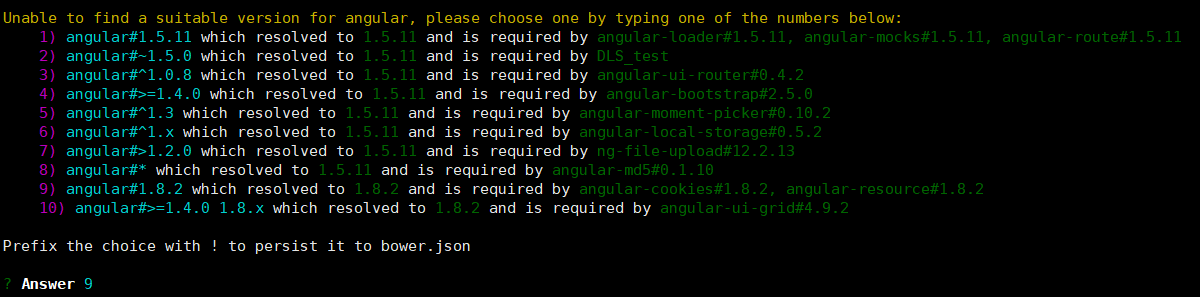 Unable to find a suitable version for angular, please choose one by typing one of the numbers below:
1) angular#1.5.11 which resolved to 1.5.11 and is required by angular-loader#1.5.11, angular-mocks#1.5.11, angular-route#1.5.11
2) angular#~1.5.0 which resolved to 1.5.11 and is required by DLS_test
3) angular#^1.0.8 which resolved to 1.5.11 and is required by angular-ui-router#0.4.2
4) angular#>=1.4.0 which resolved to 1.5.11 and is required by angular-bootstrap#2.5.0
5) angular#^1.3 which resolved to 1.5.11 and is required by angular-moment-picker#0.10.2
6) angular#^1.x which resolved to 1.5.11 and is required by angular-local-storage#0.5.2
7) angular#>1.2.0 which resolved to 1.5.11 and is required by ng-file-upload#12.2.13
8) angular#* which resolved to 1.5.11 and is required by angular-md5#0.1.10
9) angular#1.8.2 which resolved to 1.8.2 and is required by angular-cookies#1.8.2, angular-resource#1.8.2
10) angular#>=1.4.0 1.8.x which resolved to 1.8.2 and is required by angular-ui-grid#4.9.2
Prefix the choice with ! to persist it to bower.json
? Answer 9